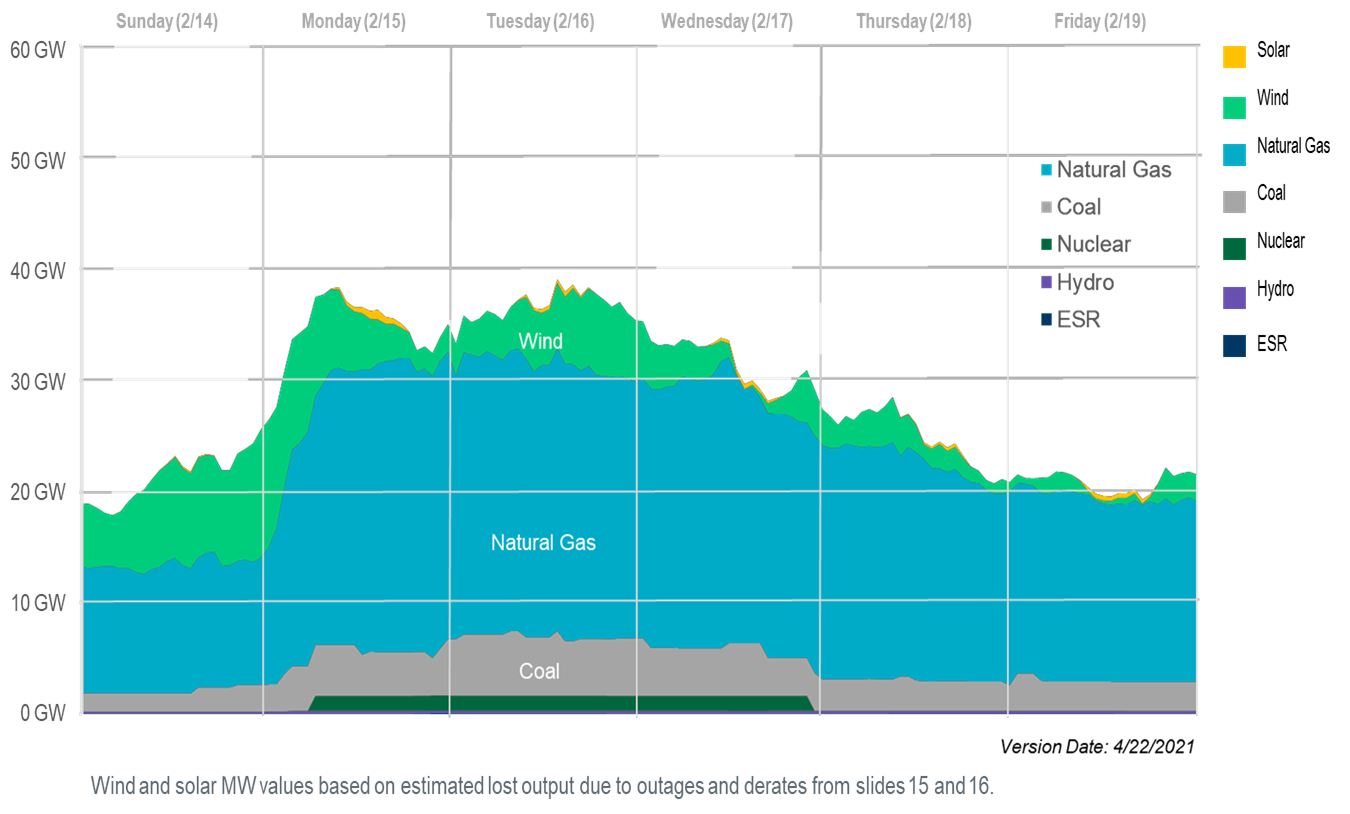 Sunday (2/14) Monday (2/15) Tuesday (2/16) Wednesday (2/17) Thursday (2/18) Friday (2/19)
60 GW
50 GW
40 GW
30 GW
20 GW
10 GW
0 GW
Wind
Natural Gas
Coal
Natural Gas
Coal
Nuclear
Hydro
ESR
Solar
Wind
Natural Gas
Coal
Nuclear
Hydro
ESR
Version Date: 4/22/2021
Wind and solar MW values based on estimated lost output due to outages and derates from slides 15 and 16.